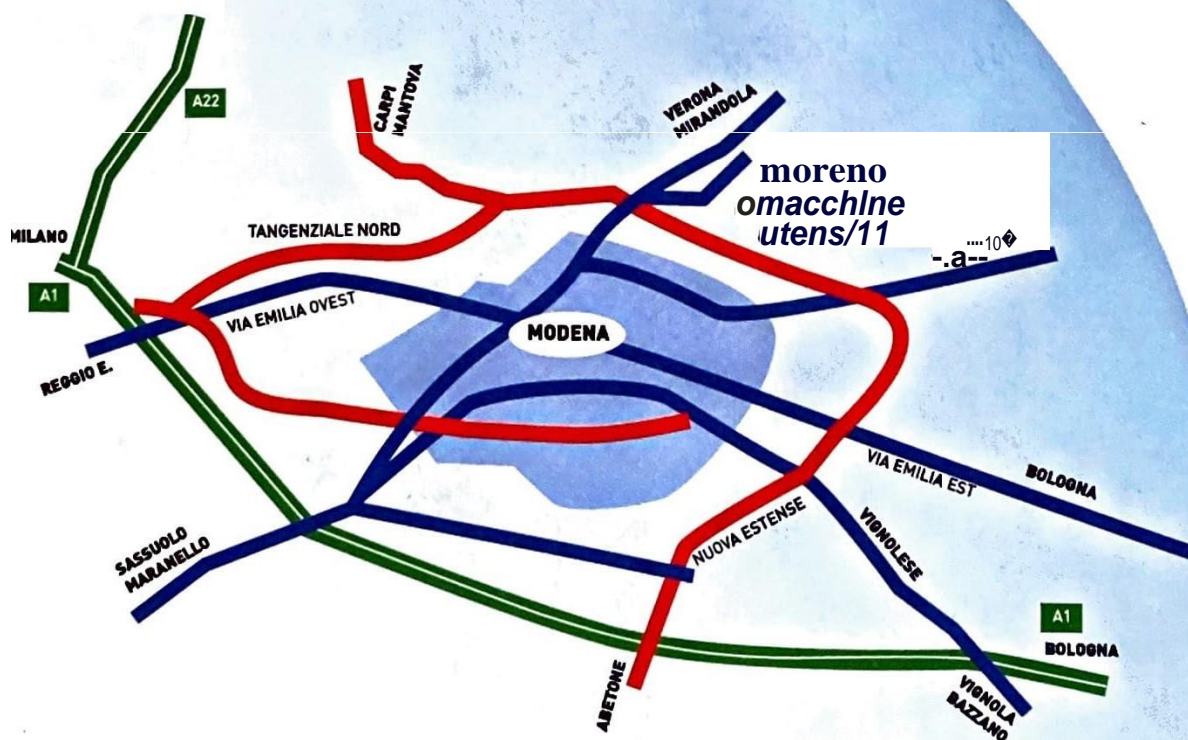 A22
CARPI
MANTOVA
VERONA
MIRANDOLA
moreno
omacchlne
utens/11
....10�
-.a--
MILANO
TANGENZIALE NORD
A1
VIA EMILIA OVEST
MODENA
REGGIO E.
VIA EMILIA EST
BOLOGNA
NUOVA ESTENSE
VIGNOLESE
SASSUOLO
MARANELLO
A1
BOLOGNA
ABETONE
VIGNOLA
BAZZANO